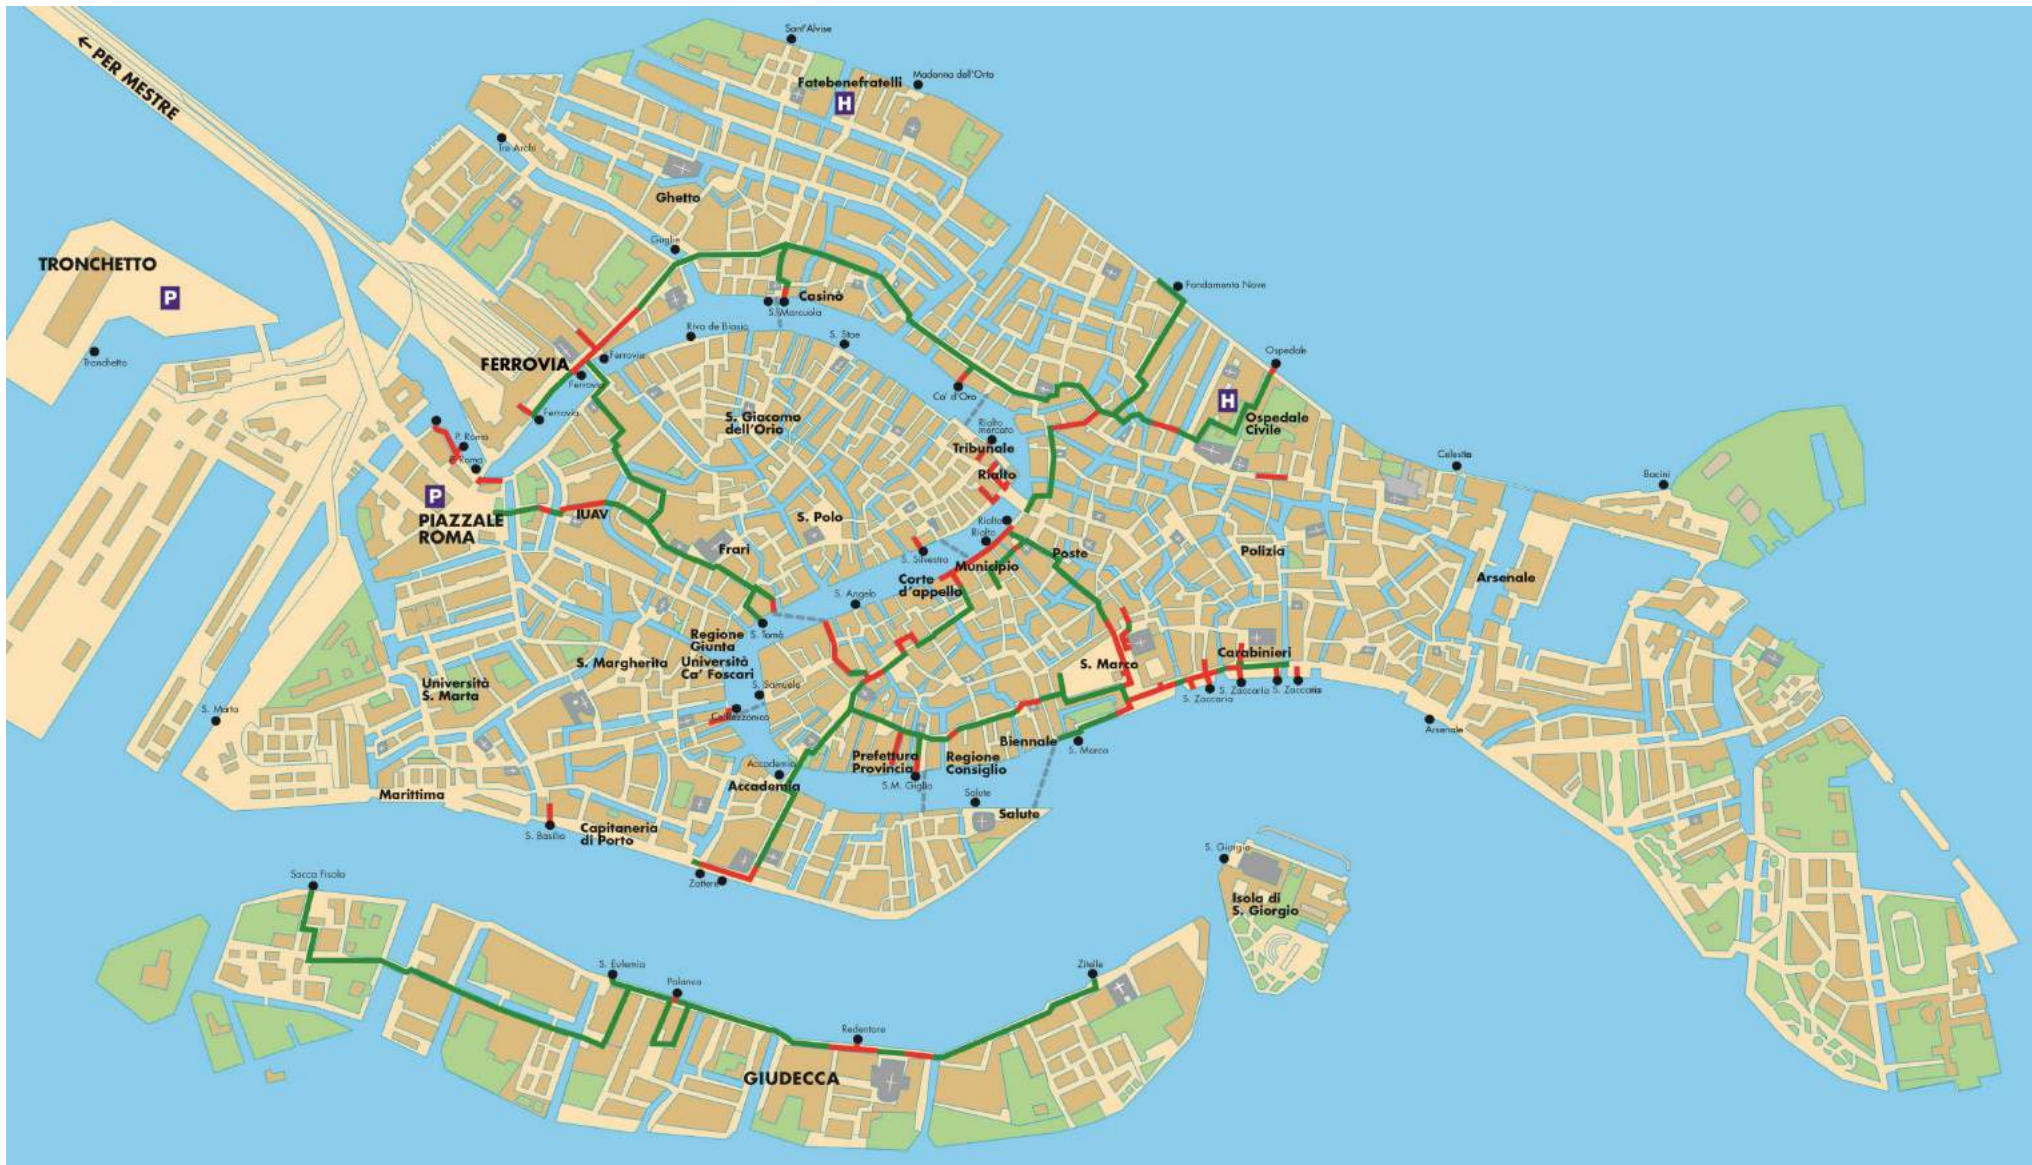 ← PER MESTRE
Sant'Alvise
Fatebenefratelli
Madonna dell'Orto
H
Tre Archi
Ghetto
Guglie
TRONCHETTO
P
Tronchetto
Casinò
S. Marcuola
Riva de Biasio
S. Stae
FERROVIA
Ferrovia
Ferrovia
Ferrovia
Fondamenta Nove
Ospedale
H
Ospedale
Civile
Ca' d'Oro
S. Giacomo
dell'Orio
Rialto
mercato
Tribunale
Rialto
P. Roma
P. Roma
P
PIAZZALE
ROMA
IUAV
S. Polo
Frari
Celestia
Bacini
Rialto
Rialto
Poste
Polizia
Arsenale
S. Silvestro
Municipio
Corte
d'appello
S. Angelo
S. Tomà
Regione
Giunta
Università
Ca' Foscari
S. Margherita
Università
S. Marta
S. Marta
S. Samuele
Ca' Rezzonico
S. Marco
Carabinieri
S. Zaccaria
S. Zaccaria
S. Zaccaria
Arsenale
Biennale
S. Marco
Prefettura
Provincia
Regione
Consiglio
S.M. Giglio
Accademia
Accademia
Marittima
S. Basilio
Capitaneria
di Porto
Salute
Salute
Zattere
S. Giorgio
Isola di
S. Giorgio
Sacca Fisola
S. Eufemia
Palanca
Zitelle
Redentore
GIUDECCA